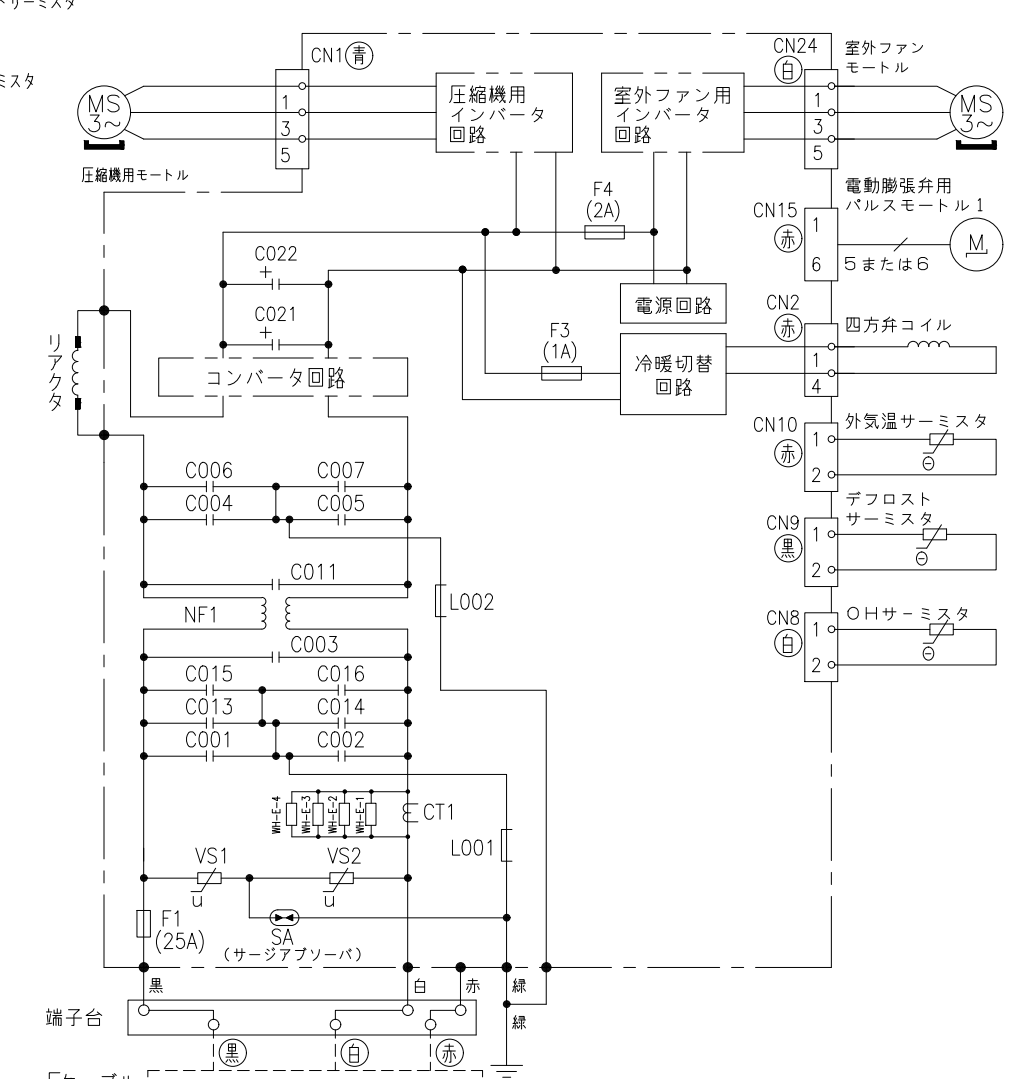 CN1 青
CN24
白
室外ファン
モートル
MS
3～
1
3
5
圧縮機用
インバータ
回路
室外ファン用
インバータ
回路
1
3
5
MS
3～
圧縮機用モートル
F4
(2A)
CN15
赤
1
6
電動膨張弁用
パルスモートル1
M
5または6
C022
+
C021
+
電源回路
CN2
赤
1
4
四方弁コイル
リアクタ
F3
(1A)
冷暖切替
回路
コンバータ回路
CN10
赤
1
2
外気温サーミスタ
Θ
C006 C007
C004 C005
CN9
黒
1
2
デフロスト
サーミスタ
Θ
C011
L002
NF1
CN8
白
1
2
OHサーミスタ
Θ
C003
C015 C016
C013 C014
C001 C002
WH-E-4 WH-E-3 WH-E-2 WH-E-1
CT1
L001
VS1 VS2
u u
F1
(25A)
SA
(サージアブソーバ)
黒 白 赤 緑
端子台
緑
黒 白 赤